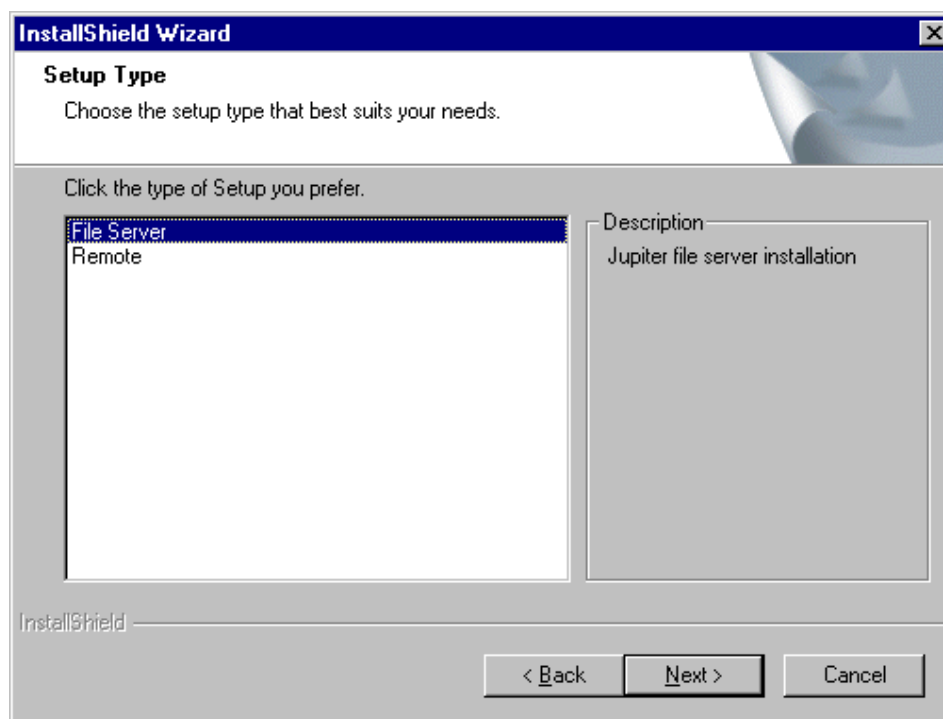 InstallShield Wizard
Setup Type
Choose the setup type that best suits your needs.
Click the type of Setup you prefer.
File Server
Remote
Description
Jupiter file server installation
InstallShield
< Back
Next >
Cancel